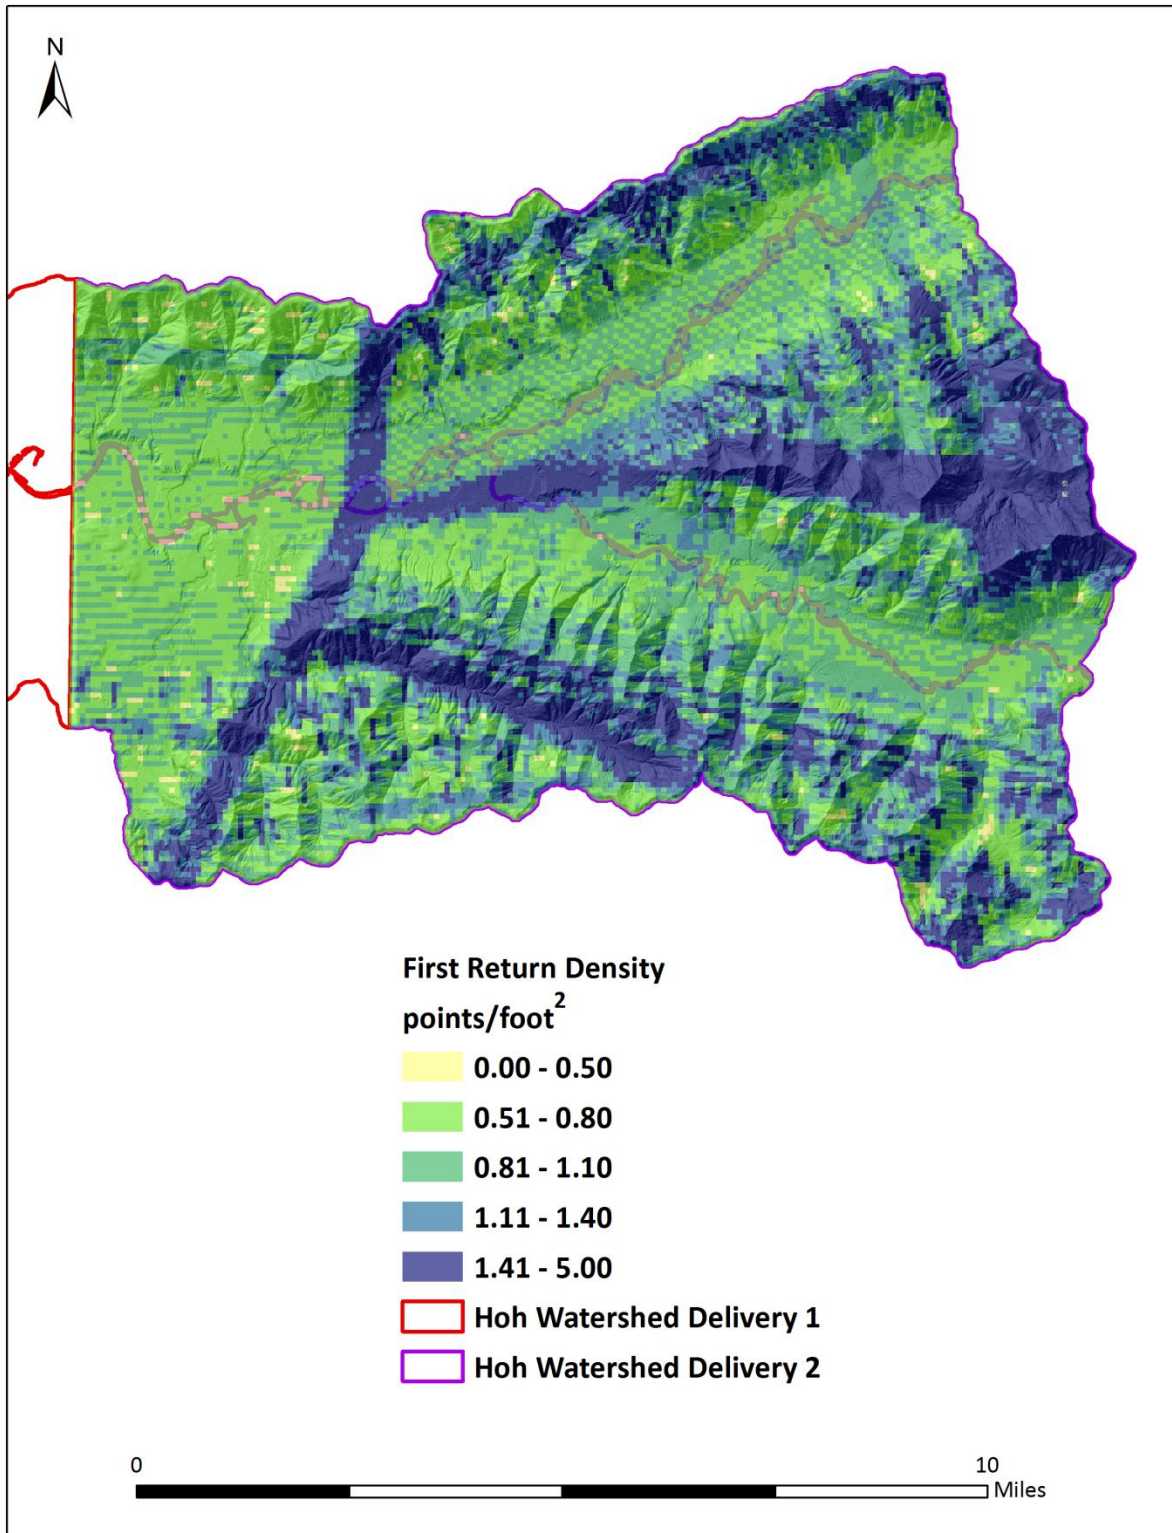 N
First Return Density
points/foot²
0.00 - 0.50
0.51 - 0.80
0.81 - 1.10
1.11 - 1.40
1.41 - 5.00
Hoh Watershed Delivery 1
Hoh Watershed Delivery 2
0 10
Miles